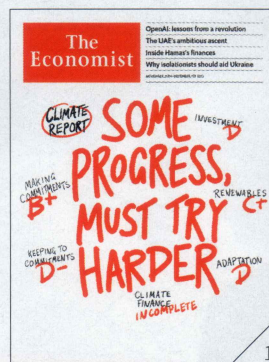 The
Economist
OpenAI: lessons from a revolution
The UAE's ambitious ascent
Inside Hamas's finances
Why isolationists should aid Ukraine
CLIMATE
REPORT
SOME
PROGRESS,
MUST TRY
HARDER
INVESTMENT
D
MAKING
COMMITMENTS
B+
RENEWABLES
C+
KEEPING TO
COMMITMENTS
D-
ADAPTATION
D
CLIMATE
FINANCE
INCOMPLETE